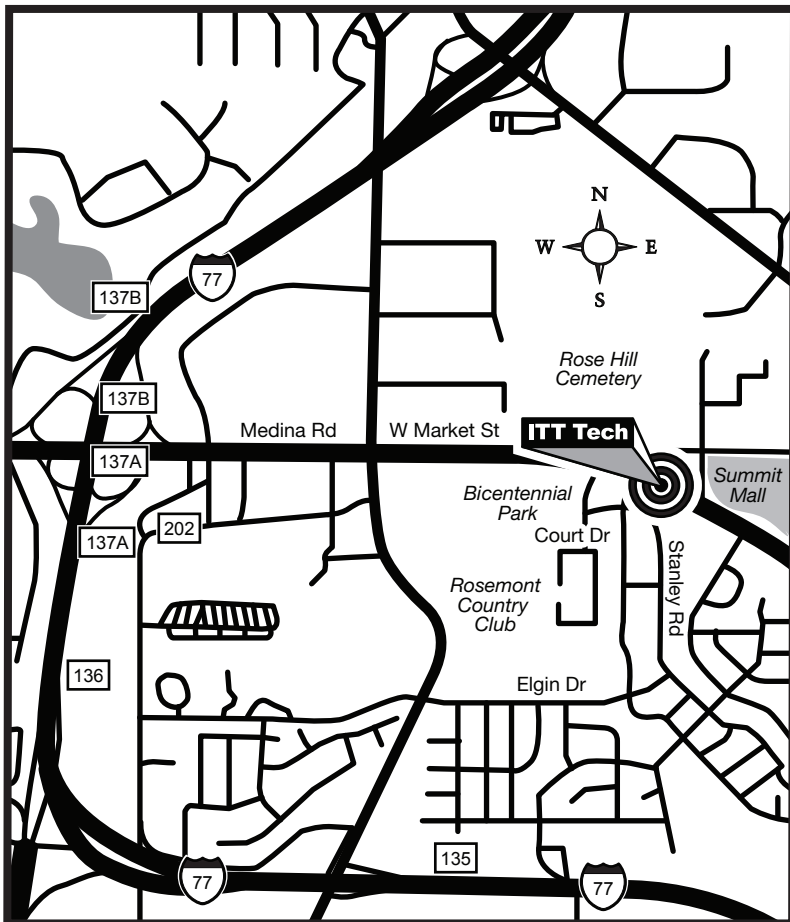 N
W E
S
77
137B
Rose Hill
Cemetery
137B
Medina Rd
W Market St
ITT Tech
137A
Summit
Mall
Bicentennial
Park
202
137A
Court Dr
Stanley Rd
Rosemont
Country
Club
136
Elgin Dr
135
77
77